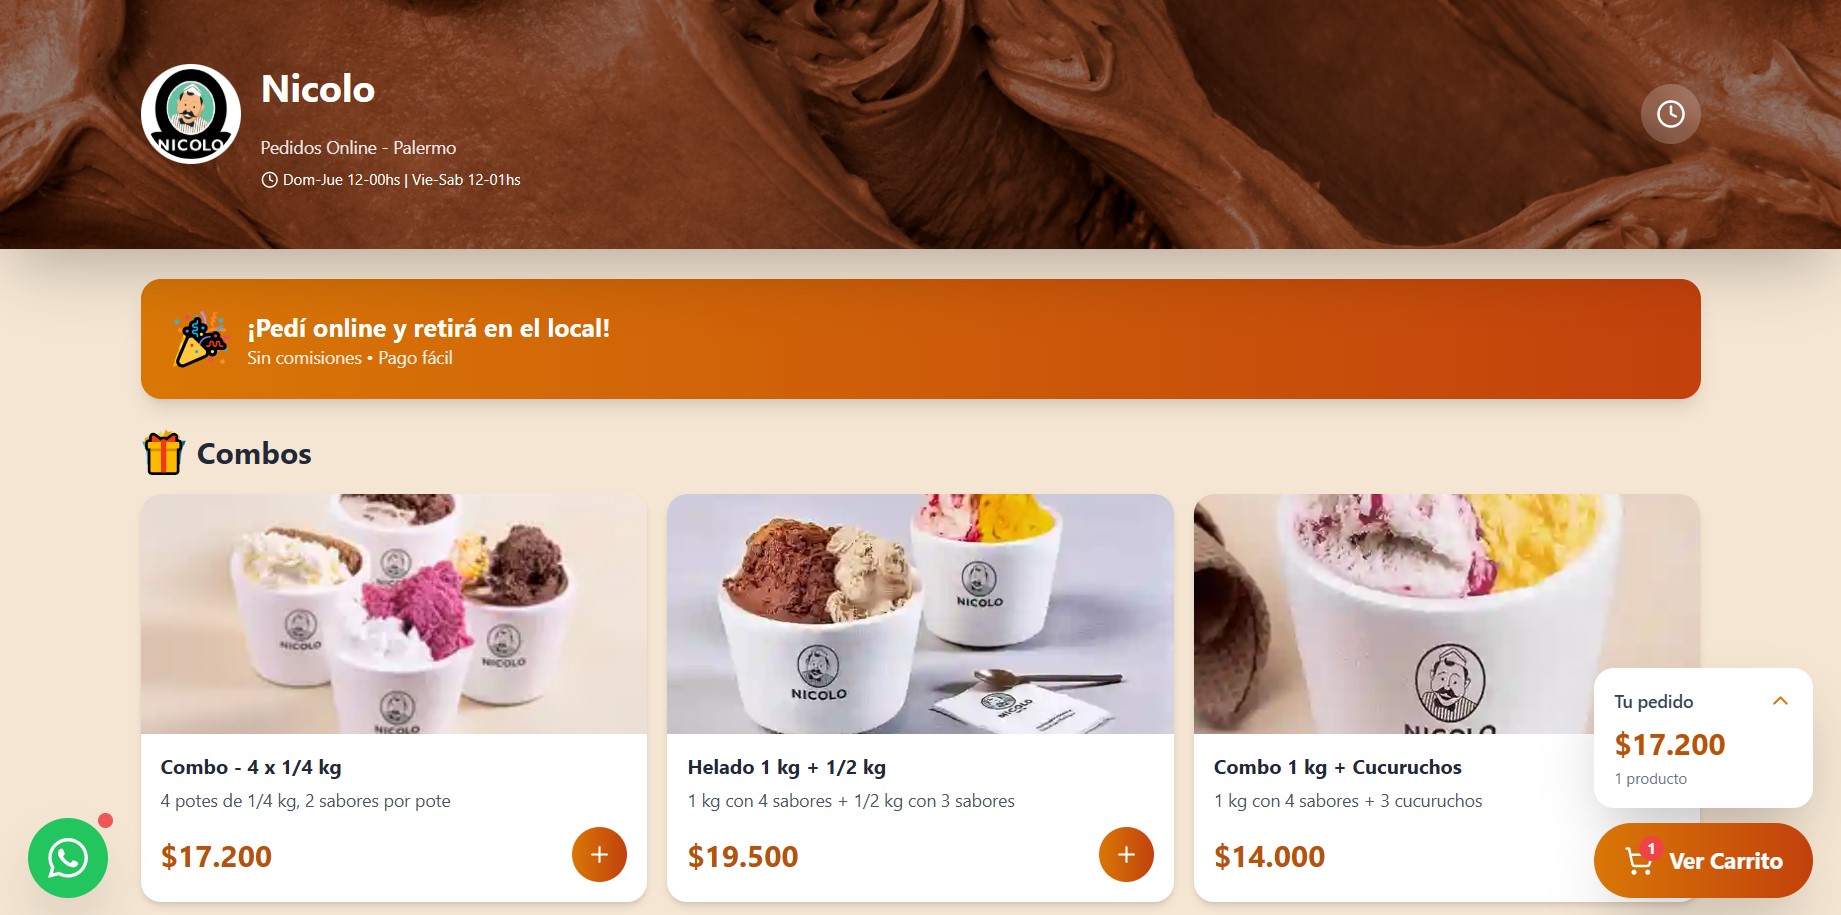 NICOLO
Nicolo
Pedidos Online - Palermo
Dom-Jue 12-00hs | Vie-Sab 12-01hs
¡Pedí online y retirá en el local!
Sin comisiones • Pago fácil
Combos
NICOLO
NICOLO
NICOLO
NICOLO
NICOLO
NICOLO
NICOLO
NICOLO
Combo - 4 x 1/4 kg
4 potes de 1/4 kg, 2 sabores por pote
$17.200
Helado 1 kg + 1/2 kg
1 kg con 4 sabores + 1/2 kg con 3 sabores
$19.500
Combo 1 kg + Cucuruchos
1 kg con 4 sabores + 3 cucuruchos
$14.000
Tu pedido
$17.200
1 producto
1
Ver Carrito